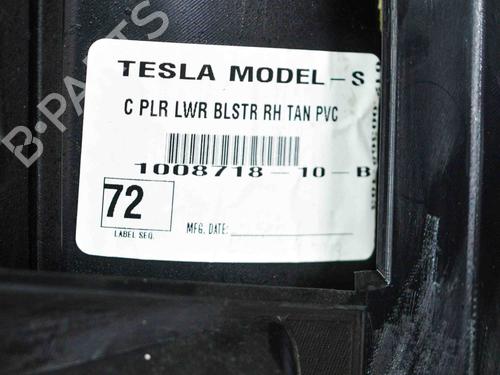 TESLA MODEL-S
C PLR LWR BLSTR RH TAN PVC
1008718-10-B
72
LABEL SEQ.
MFG. DATE:
B-PARTS